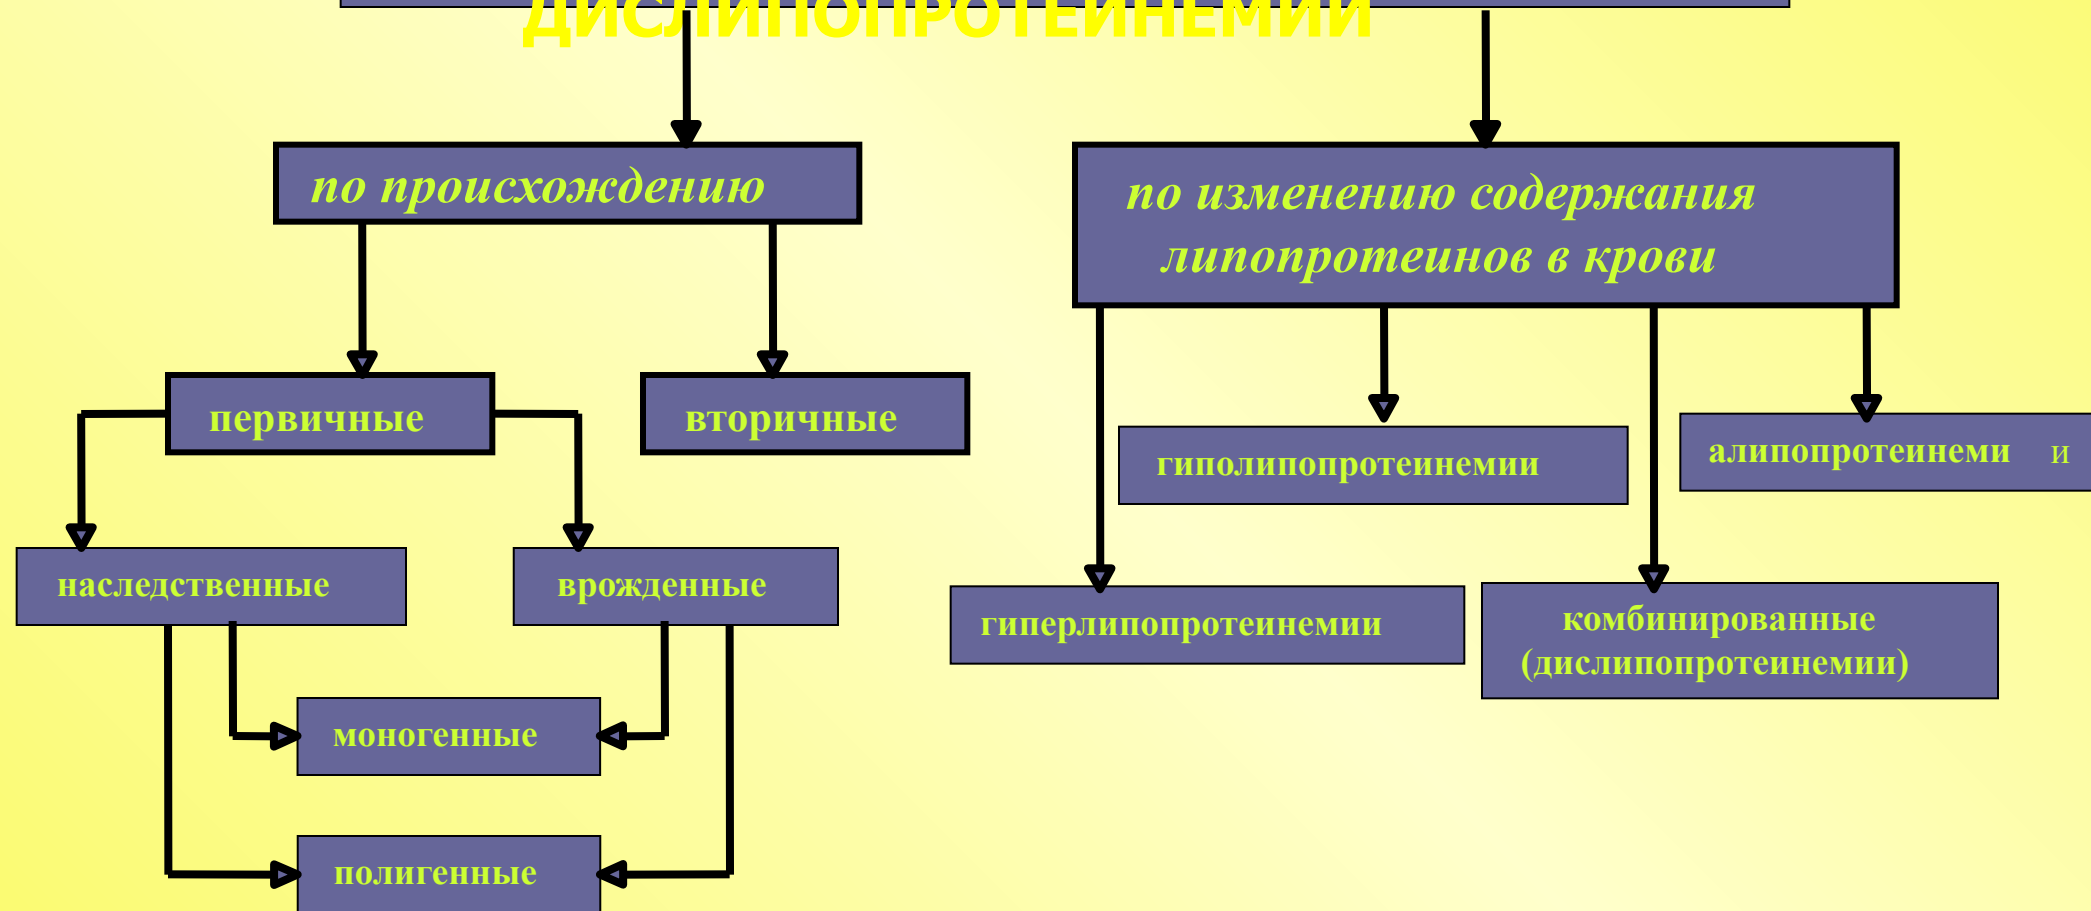 ДИСЛИПОПРОТЕИНЕМИИ
по происхождению
по изменению содержания
липопротеинов в крови
первичные
вторичные
гиполипопротеинемии
алипопротеинеми и
наследственные
врожденные
гиперлипопротеинемии
комбинированные
(дислипопротеинемии)
моногенные
полигенные